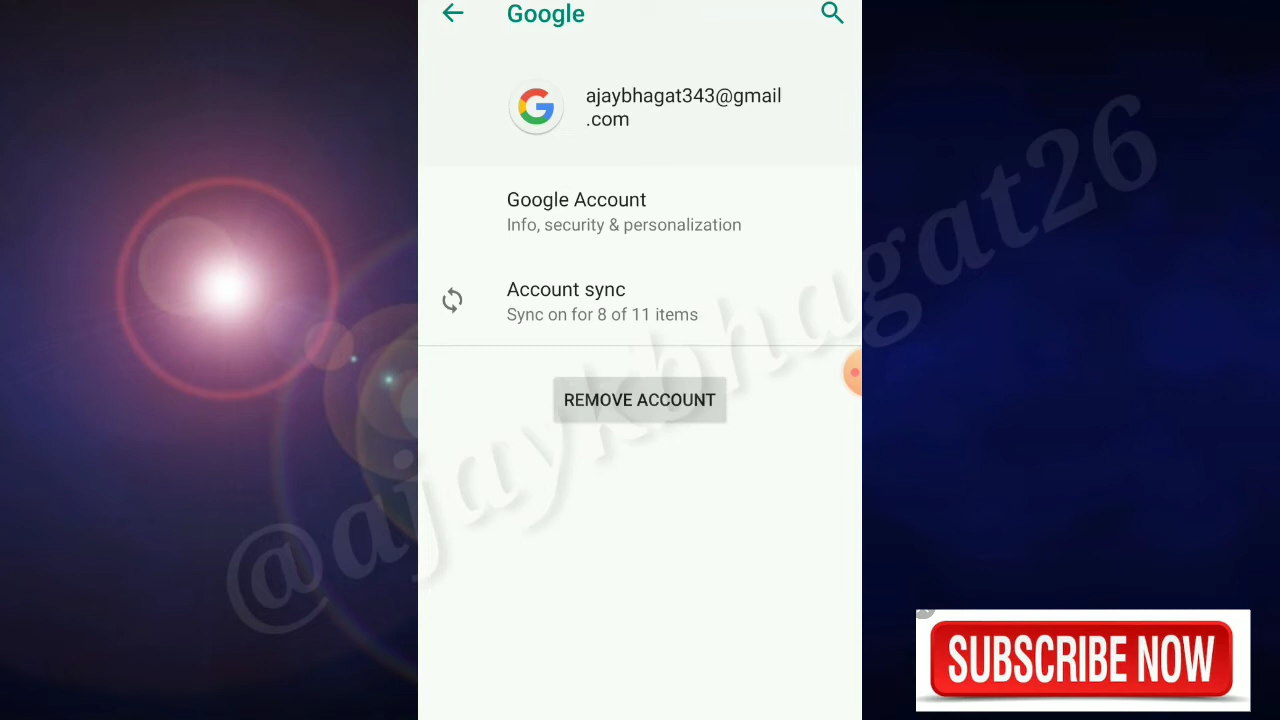 Google
ajaybhagat343@gmail
.com
Google Account
Info, security & personalization
Account sync
Sync on for 8 of 11 items
REMOVE ACCOUNT
@ajaykbhagat26
SUBSCRIBE NOW